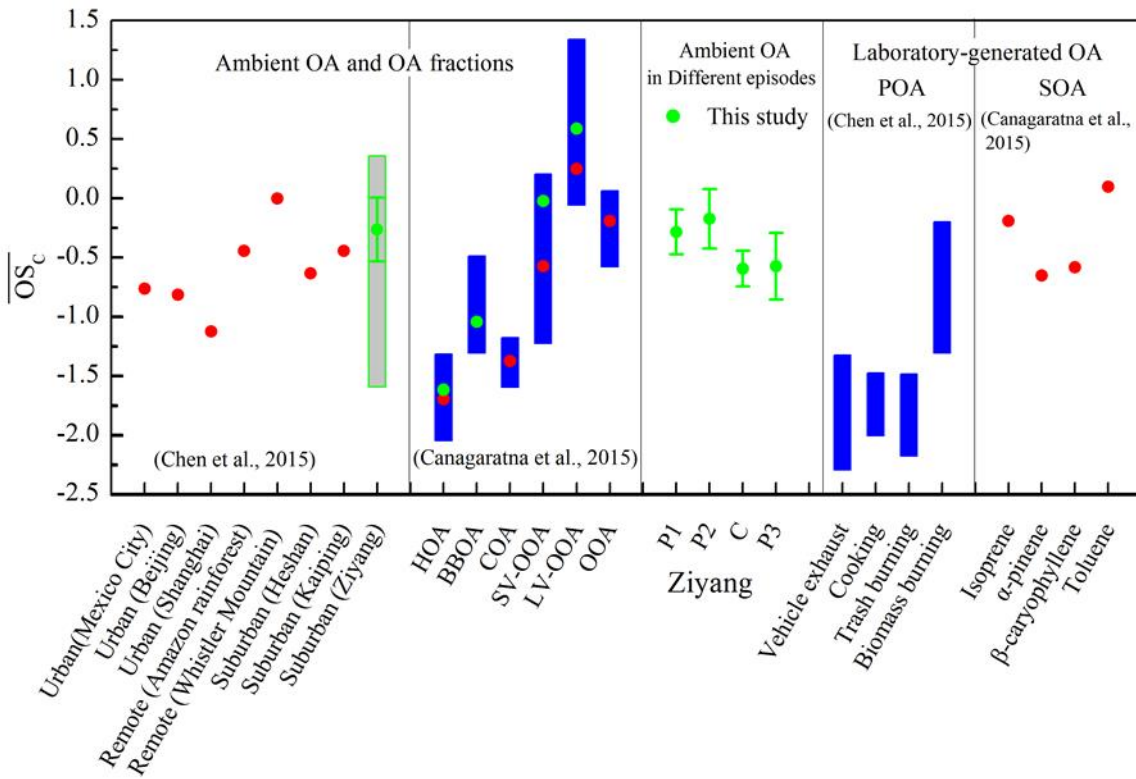 1.5
1.0
0.5
0.0
-0.5
-1.0
-1.5
-2.0
-2.5
OSC
Ambient OA and OA fractions
(Chen et al., 2015)
(Canagaratna et al., 2015)
Ambient OA
in Different episodes
This study
Laboratory-generated OA
POA
(Chen et al., 2015)
SOA
(Canagaratna et al.,
2015)
Urban(Mexico City)
Urban (Beijing)
Urban (Shanghai)
Remote (Amazon rainforest)
Remote (Whistler Mountain)
Suburban (Heshan)
Suburban (Kaiping)
Suburban (Ziyang)
HOA
BBOA
COA
SV-OOA
LV-OOA
OOA
P1
P2
C
P3
Ziyang
Vehicle exhaust
Cooking
Trash burning
Biomass burning
Isoprene
α-pinene
β-caryophyllene
Toluene